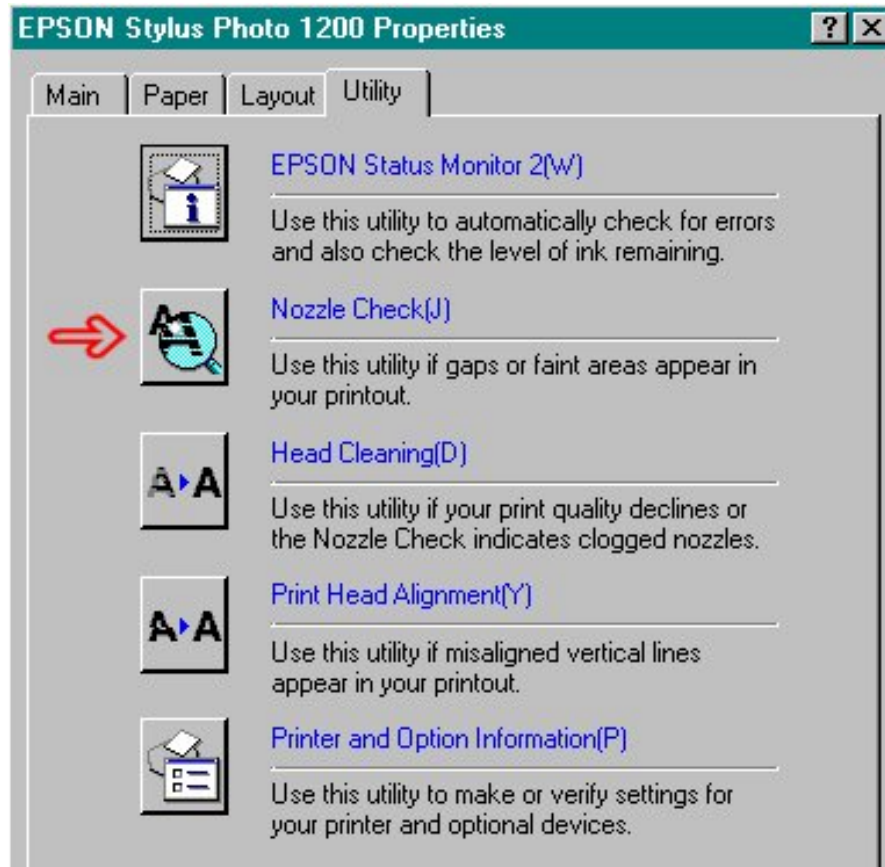 EPSON Stylus Photo 1200 Properties
Main Paper Layout Utility
EPSON Status Monitor 2(W)
Use this utility to automatically check for errors
and also check the level of ink remaining.
Nozzle Check(J)
Use this utility if gaps or faint areas appear in
your printout.
Head Cleaning(D)
Use this utility if your print quality declines or
the Nozzle Check indicates clogged nozzles.
Print Head Alignment(Y)
Use this utility if misaligned vertical lines
appear in your printout.
Printer and Option Information(P)
Use this utility to make or verify settings for
your printer and optional devices.